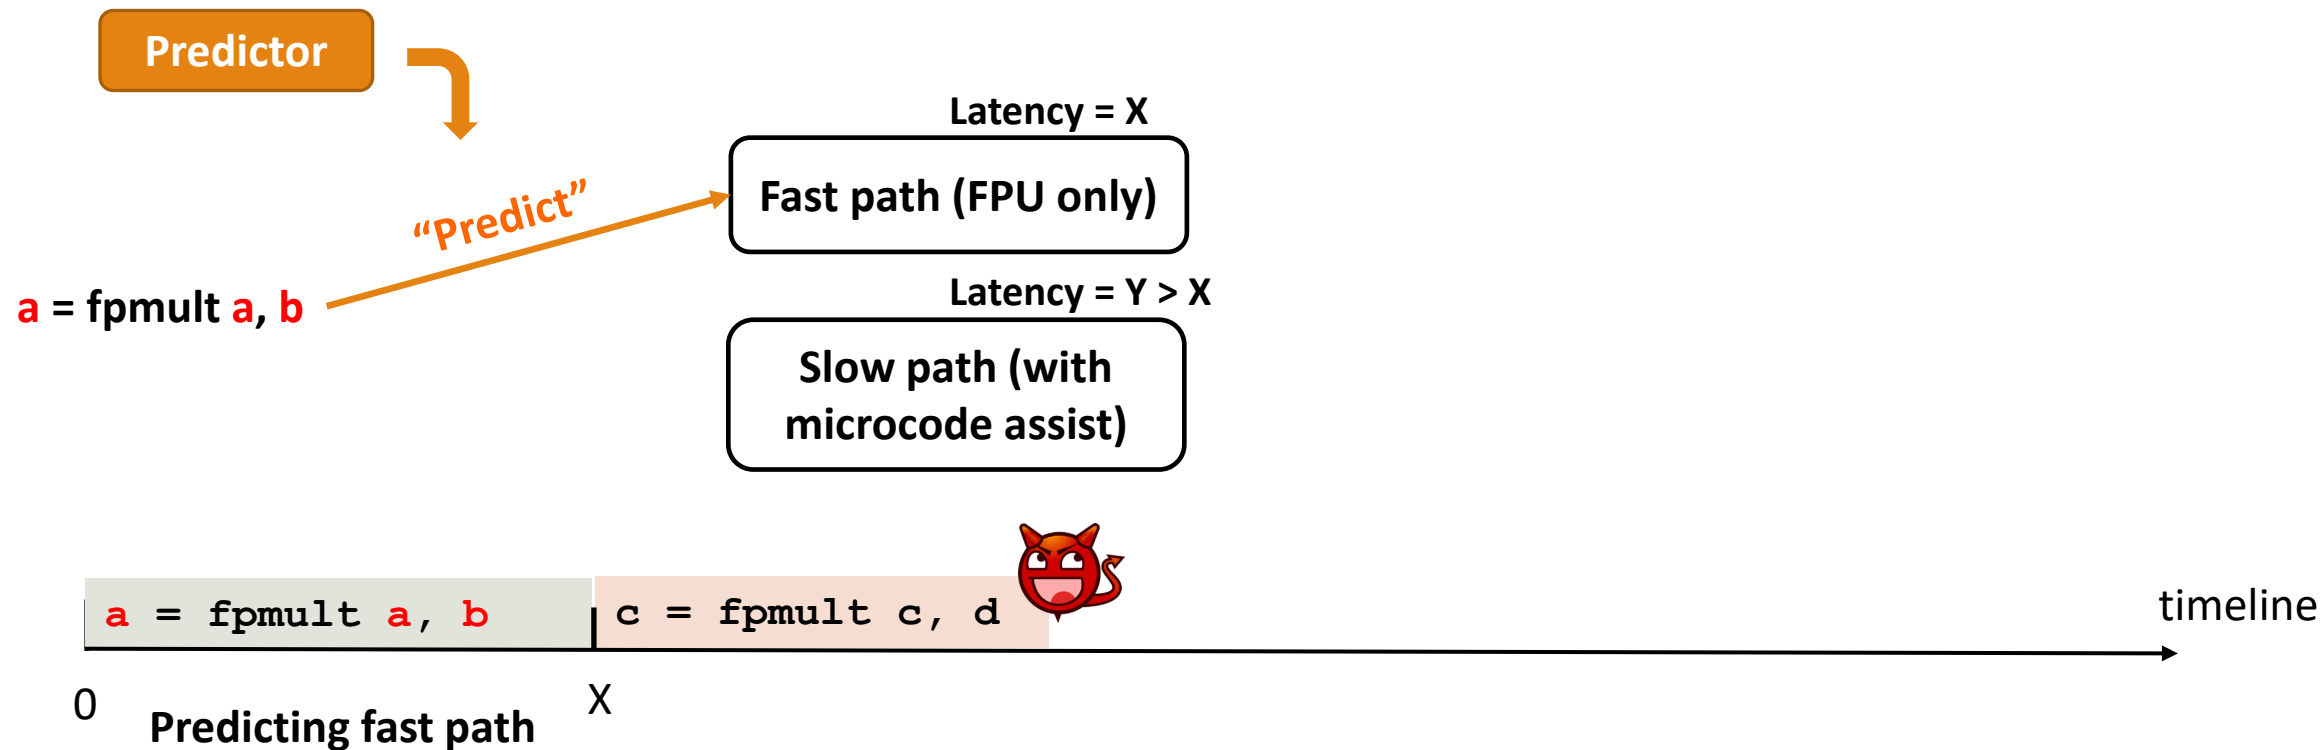 Predictor
Latency = X
Fast path (FPU only)
“Predict”
Latency = Y > X
a = fpmult a, b
Slow path (with
microcode assist)
a = fpmult a, b
c = fpmult c, d
timeline
0
X
Predicting fast path